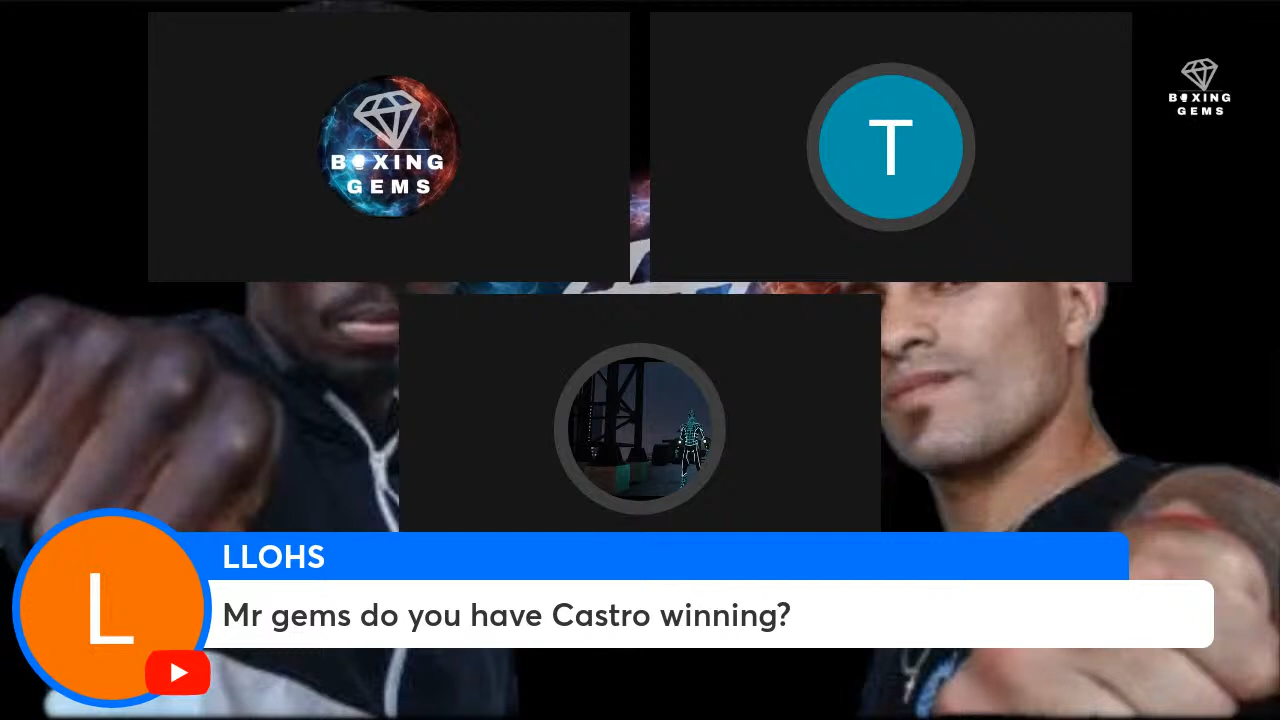 BOXING
GEMS
T
BOXING
GEMS
L
LLOHS
Mr gems do you have Castro winning?